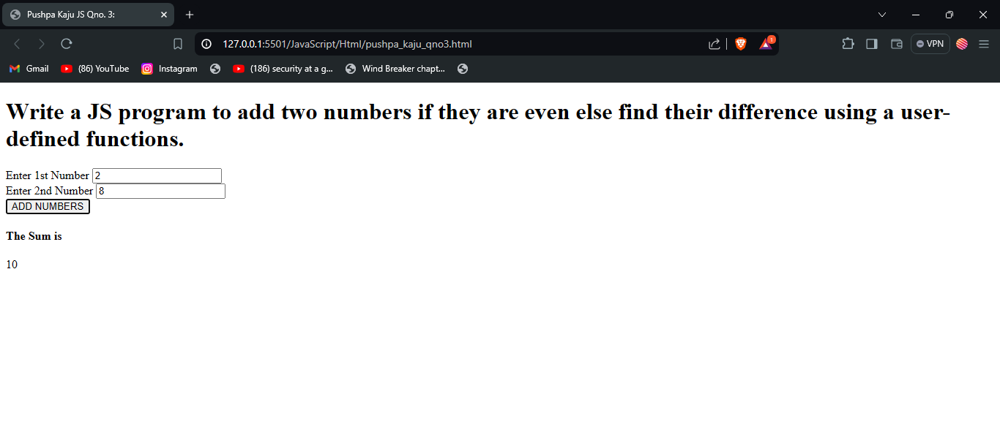 Pushpa Kaju JS Qno. 3:
127.0.0.1:5501/JavaScript/Html/pushpa_kaju_qno3.html
1
VPN
Gmail
(86) YouTube
Instagram
(186) security at a g...
Wind Breaker chapt...
Write a JS program to add two numbers if they are even else find their difference using a user-
defined functions.
Enter 1st Number 2
Enter 2nd Number 8
ADD NUMBERS
The Sum is
10